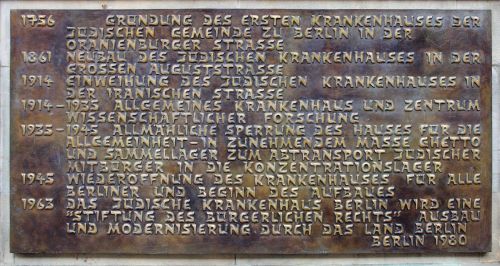 1756 GRÜNDUNG DES ERSTEN KRANKENHAUSES DER
JÜDISCHEN GEMEINDE ZU BERLIN IN DER
ORANIENBURGER STRASSE
1861 NEUBAU DES JÜDISCHEN KRANKENHAUSES IN DER
GROSSEN AUGUSTSTRASSE
1914 EINWEIHUNG DES JÜDISCHEN KRANKENHAUSES IN
DER IRANISCHEN STRASSE
1914-1935 ALLGEMEINES KRANKENHAUS UND ZENTRUM
WISSENSCHAFTLICHER FORSCHUNG
1935-1945 ALLMÄHLICHE SPERRUNG DES HAUSES FÜR DIE
ALLGEMEINHEIT-IN ZUNEHMENDEM MASSE GHETTO
UND SAMMELLAGER ZUM ABTRANSPORT JÜDISCHER
MITBÜRGER IN DIE KONZENTRATIONSLAGER
1945 WIEDERÖFFNUNG DES KRANKENHAUSES FÜR ALLE
BERLINER UND BEGINN DES AUFBAUES
1963 DAS JÜDISCHE KRANKENHAUS BERLIN WIRD EINE
"STIFTUNG DES BÜRGERLICHEN RECHTS" AUSBAU
UND MODERNISIERUNG DURCH DAS LAND BERLIN
BERLIN 1980